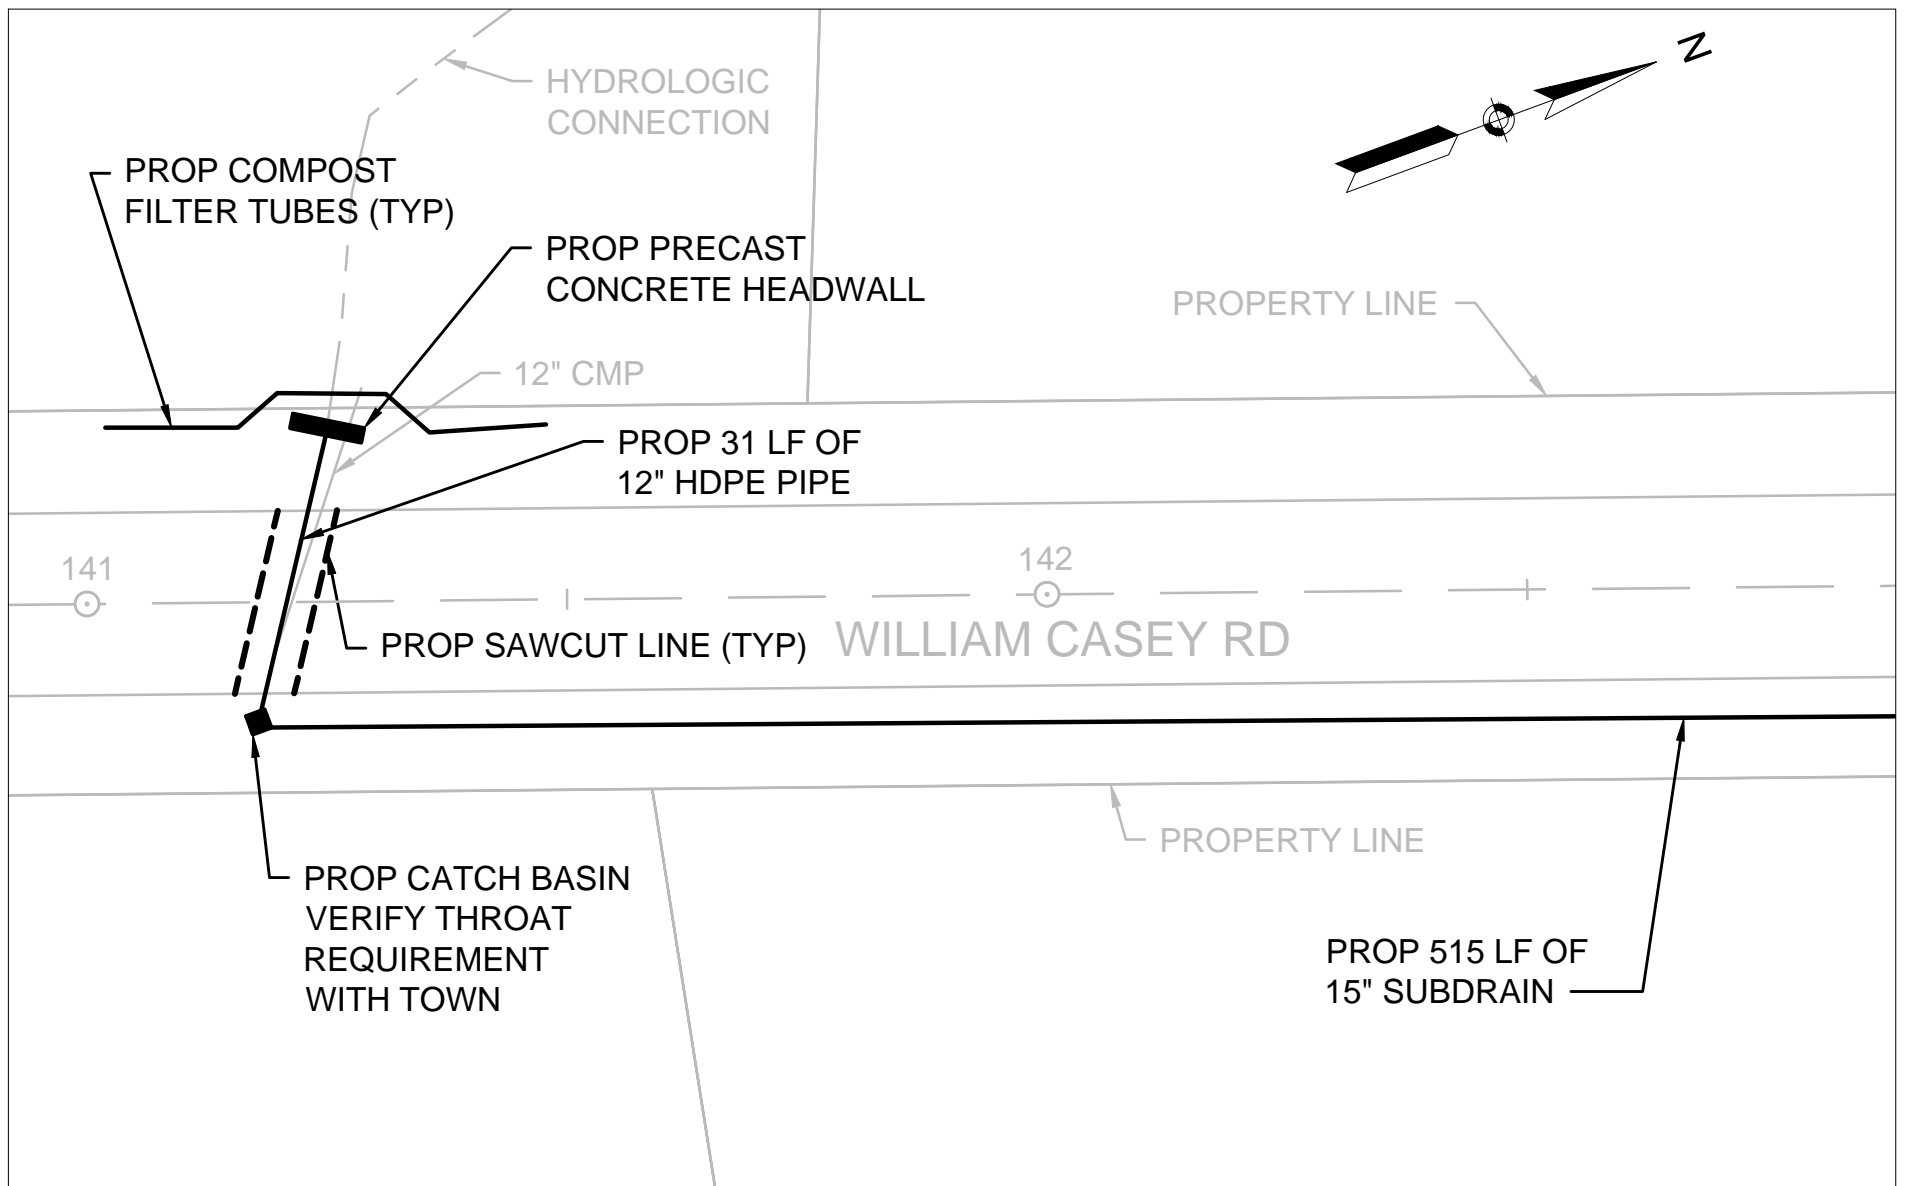 N
HYDROLOGIC
CONNECTION
PROP COMPOST
FILTER TUBES (TYP)
PROP PRECAST
CONCRETE HEADWALL
PROPERTY LINE
12" CMP
PROP 31 LF OF
12" HDPE PIPE
141
142
PROP SAWCUT LINE (TYP)
WILLIAM CASEY RD
PROPERTY LINE
PROP CATCH BASIN
VERIFY THROAT
REQUIREMENT
WITH TOWN
PROP 515 LF OF
15" SUBDRAIN